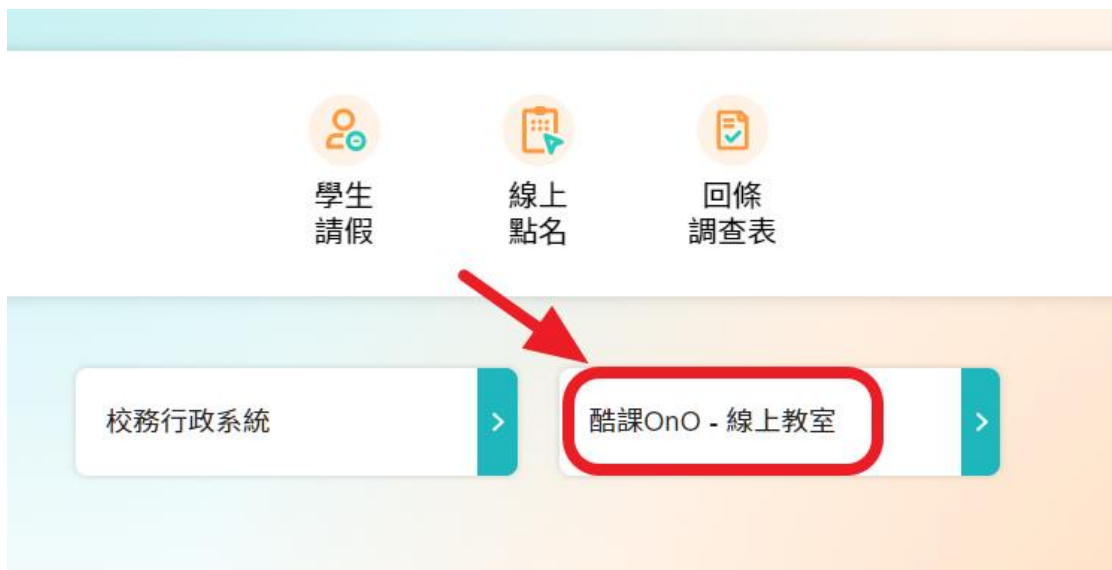 學生
請假
線上
點名
回條
調查表
校務行政系統
酷課OnO - 線上教室